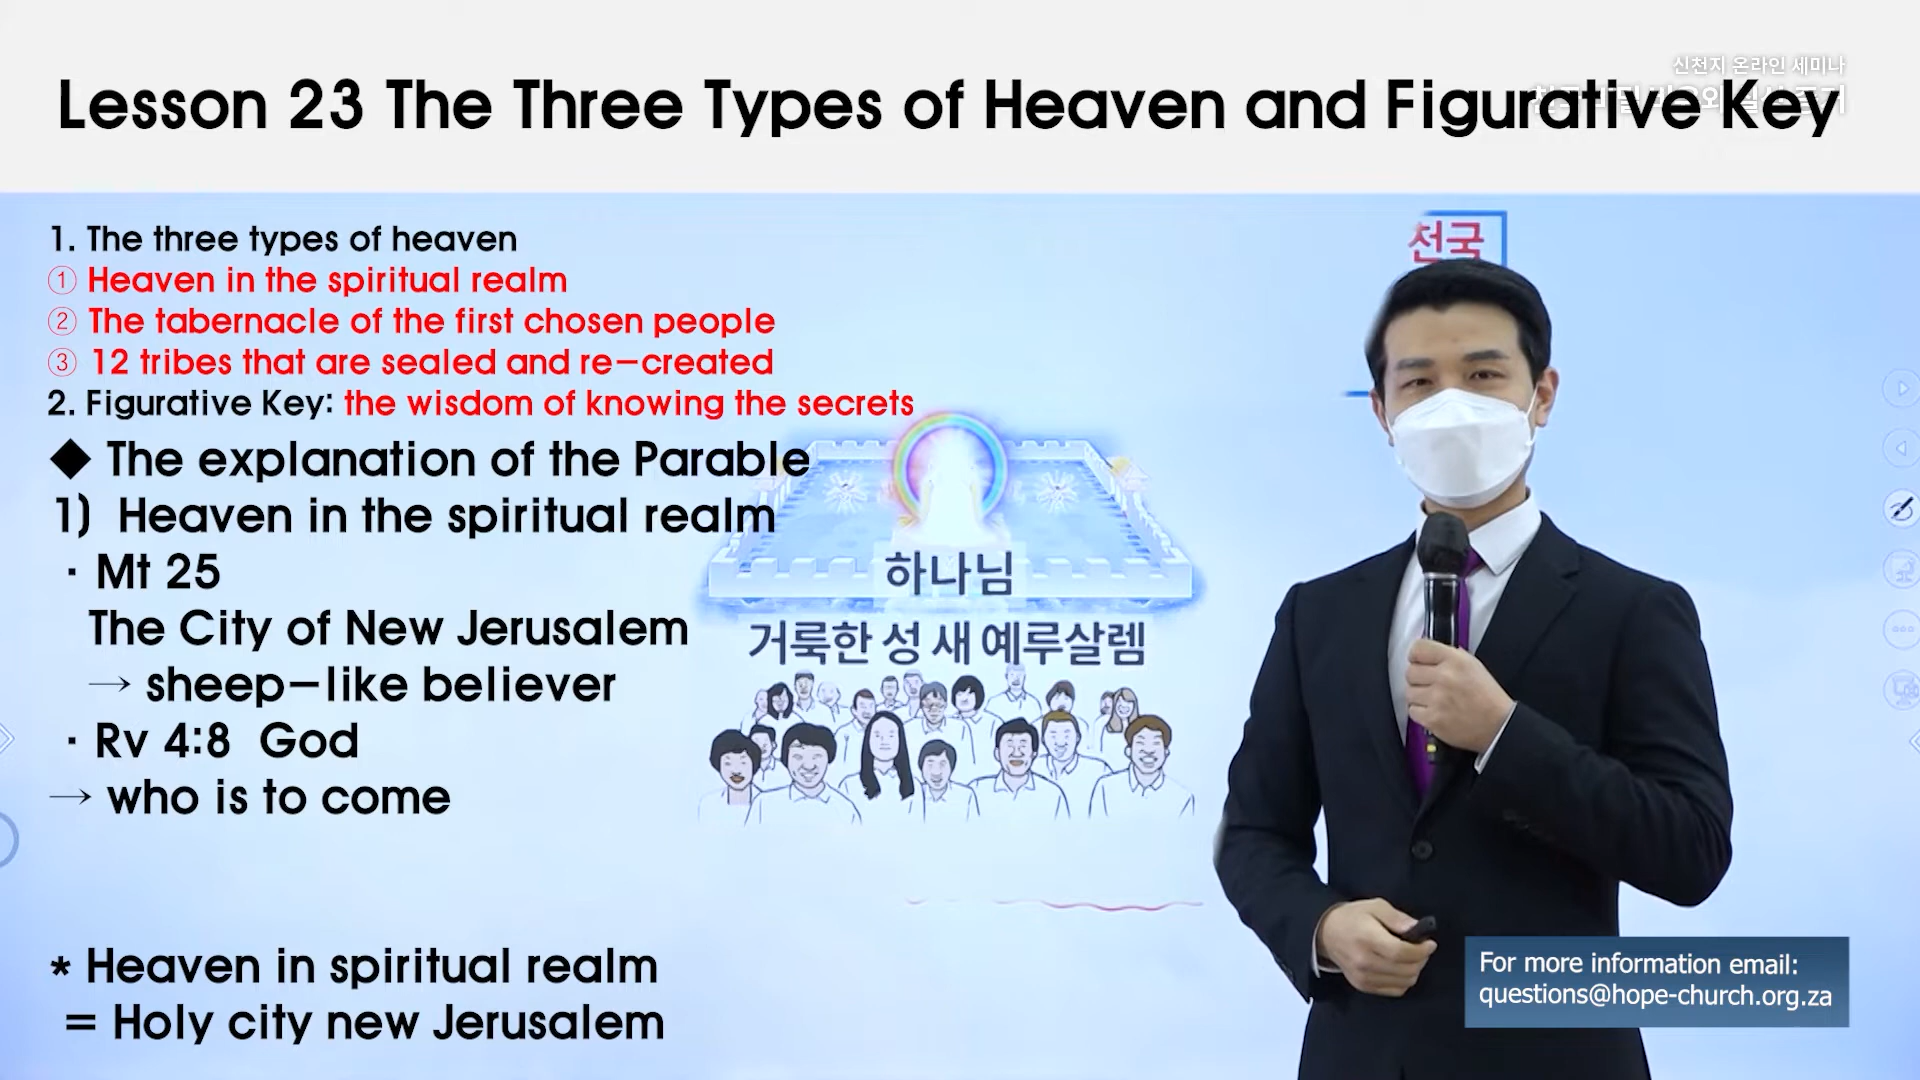 신천지 온라인 세미나
Lesson 23 The Three Types of Heaven and Figurative Key
1. The three types of heaven
① Heaven in the spiritual realm
② The tabernacle of the first chosen people
③ 12 tribes that are sealed and re-created
2. Figurative Key: the wisdom of knowing the secrets
◆ The explanation of the Parable
1) Heaven in the spiritual realm
· Mt 25
The City of New Jerusalem
→ sheep-like believer
· Rv 4:8 God
→ who is to come
* Heaven in spiritual realm
= Holy city new Jerusalem
천국
하나님
거룩한 성 새 예루살렘
For more information email:
questions@hope-church.org.za